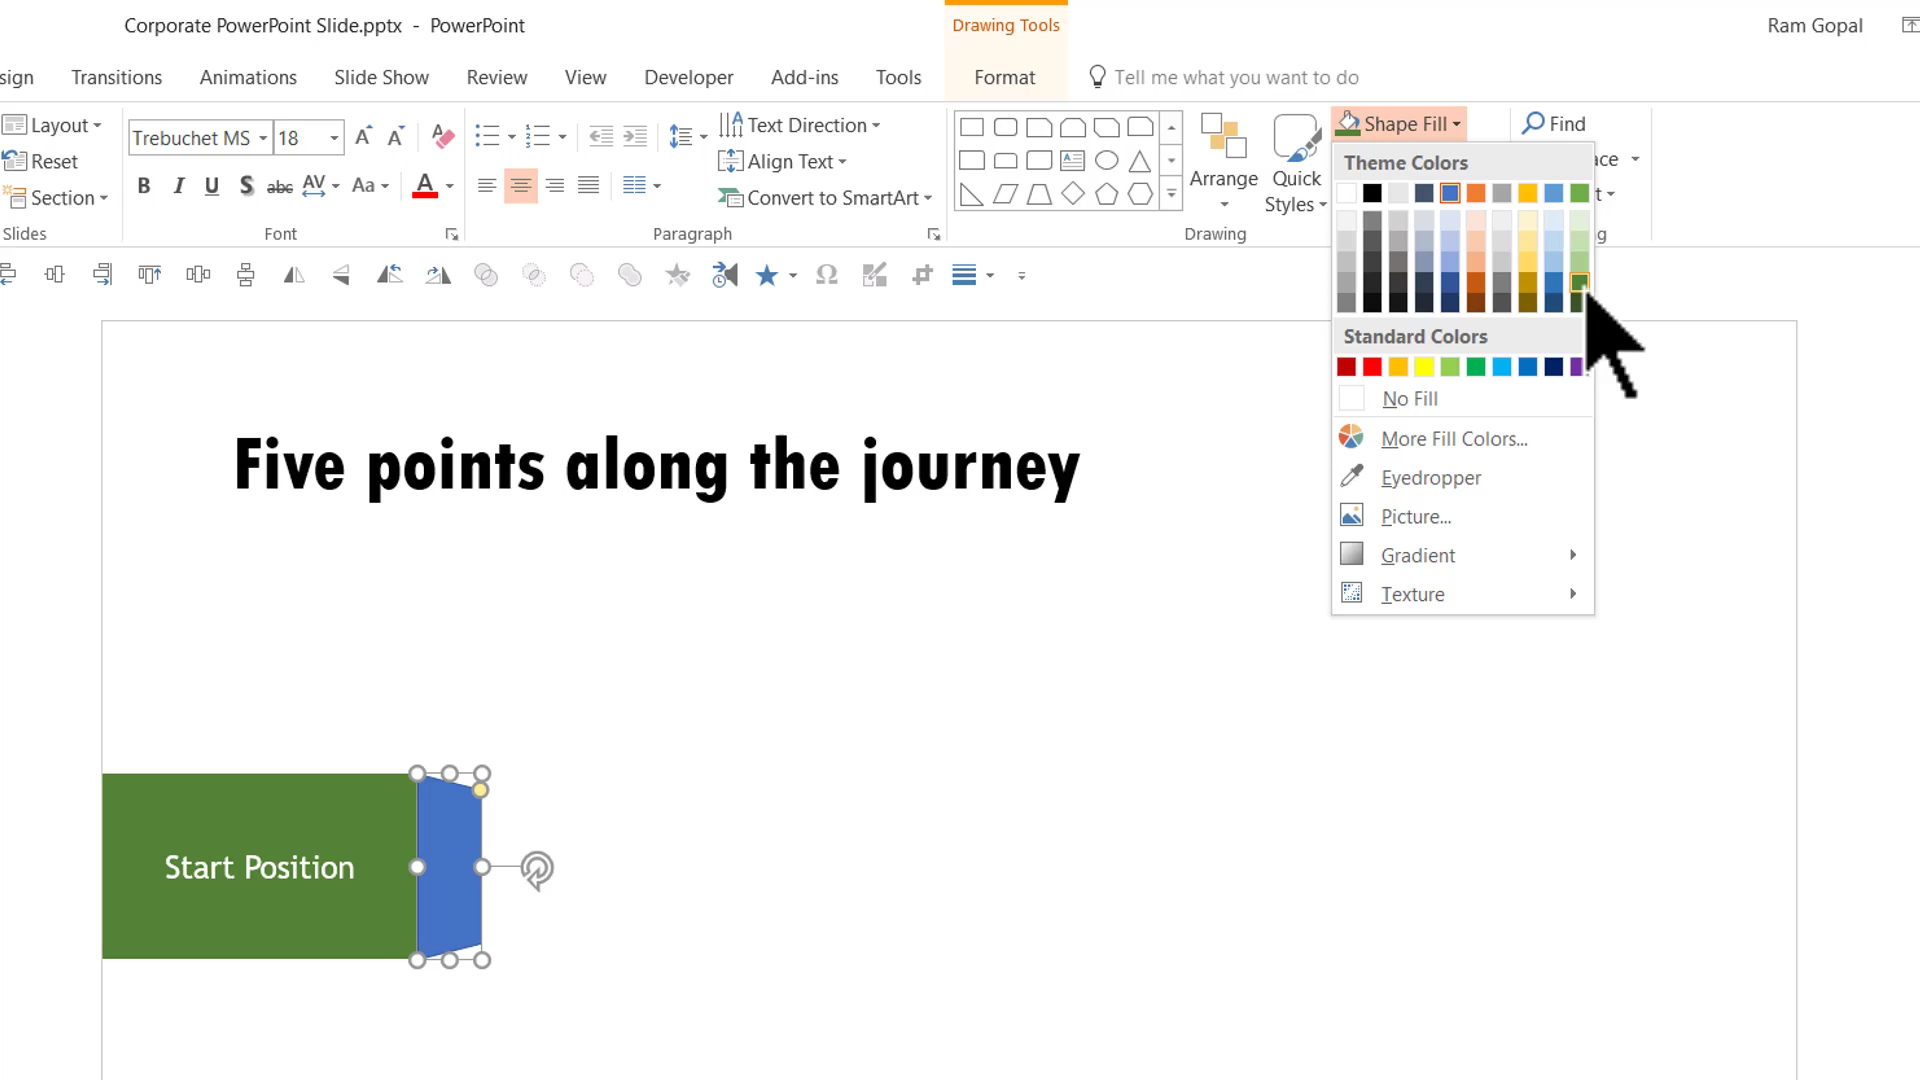 Corporate PowerPoint Slide.pptx - PowerPoint
Drawing Tools
Ram Gopal
sign Transitions Animations Slide Show Review View Developer Add-ins Tools Format Tell me what you want to do
Layout
Reset
Section
Slides
Trebuchet MS 18
B I U S abc AV Aa A
Font
Text Direction
Align Text
Convert to SmartArt
Paragraph
Arrange
Quick Styles
Drawing
Shape Fill
Find
ce
t
g
Theme Colors
Standard Colors
No Fill
More Fill Colors...
Eyedropper
Picture...
Gradient
Texture
Five points along the journey
Start Position